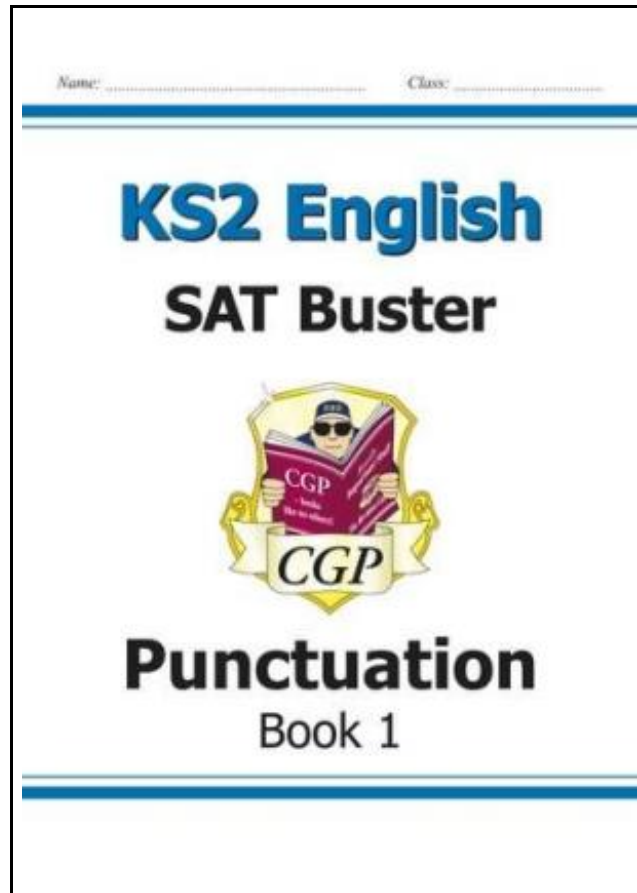 Name: Class:
KS2 English
SAT Buster
CGP
CGP
Punctuation
Book 1